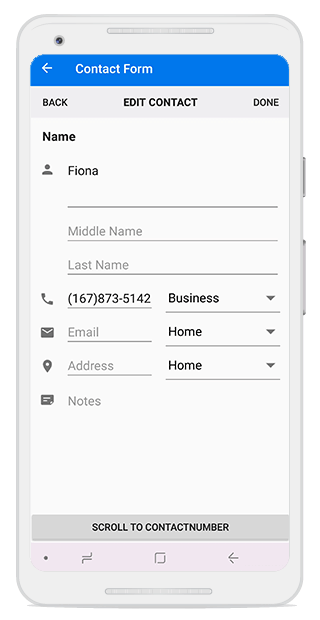 Contact Form
BACK EDIT CONTACT DONE
Name
Fiona
Middle Name
Last Name
(167)873-5142 Business
Email Home
Address Home
Notes
SCROLL TO CONTACTNUMBER